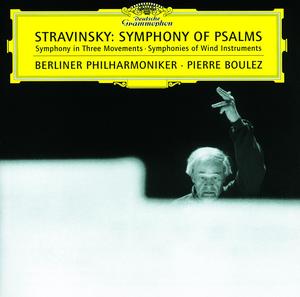 Deutsche
Grammophon
STRAVINSKY: SYMPHONY OF PSALMS
Symphony in Three Movements · Symphonies of Wind Instruments
BERLINER PHILHARMONIKER · PIERRE BOULEZ